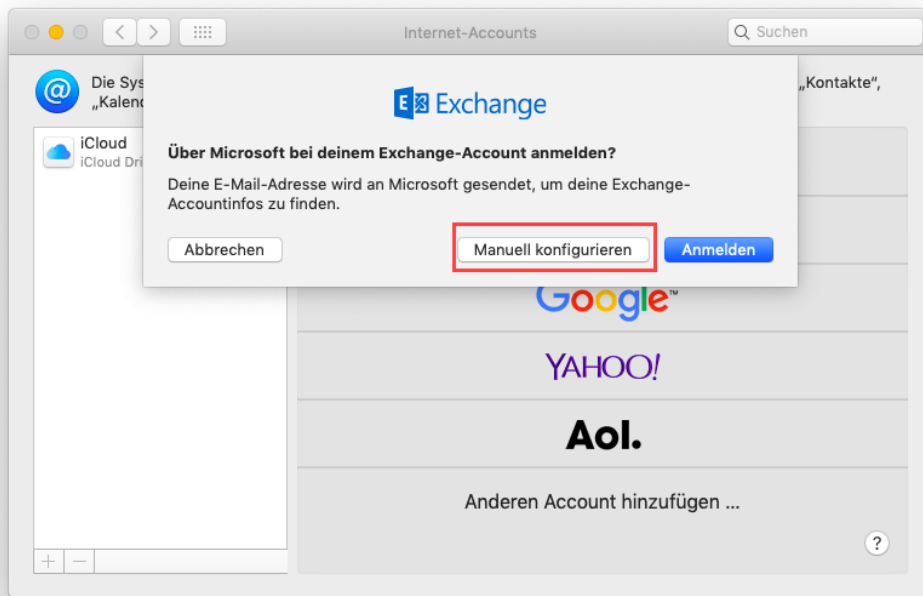 Internet-Accounts
Suchen
Die Sys
„Kontakte“,
„Kalen
E Exchange
Über Microsoft bei deinem Exchange-Account anmelden?
Deine E-Mail-Adresse wird an Microsoft gesendet, um deine Exchange-
Accountinfos zu finden.
Abbrechen
Manuell konfigurieren
Anmelden
iCloud
iCloud Dri
Google™
YAHOO!
Aol.
Anderen Account hinzufügen ...
?